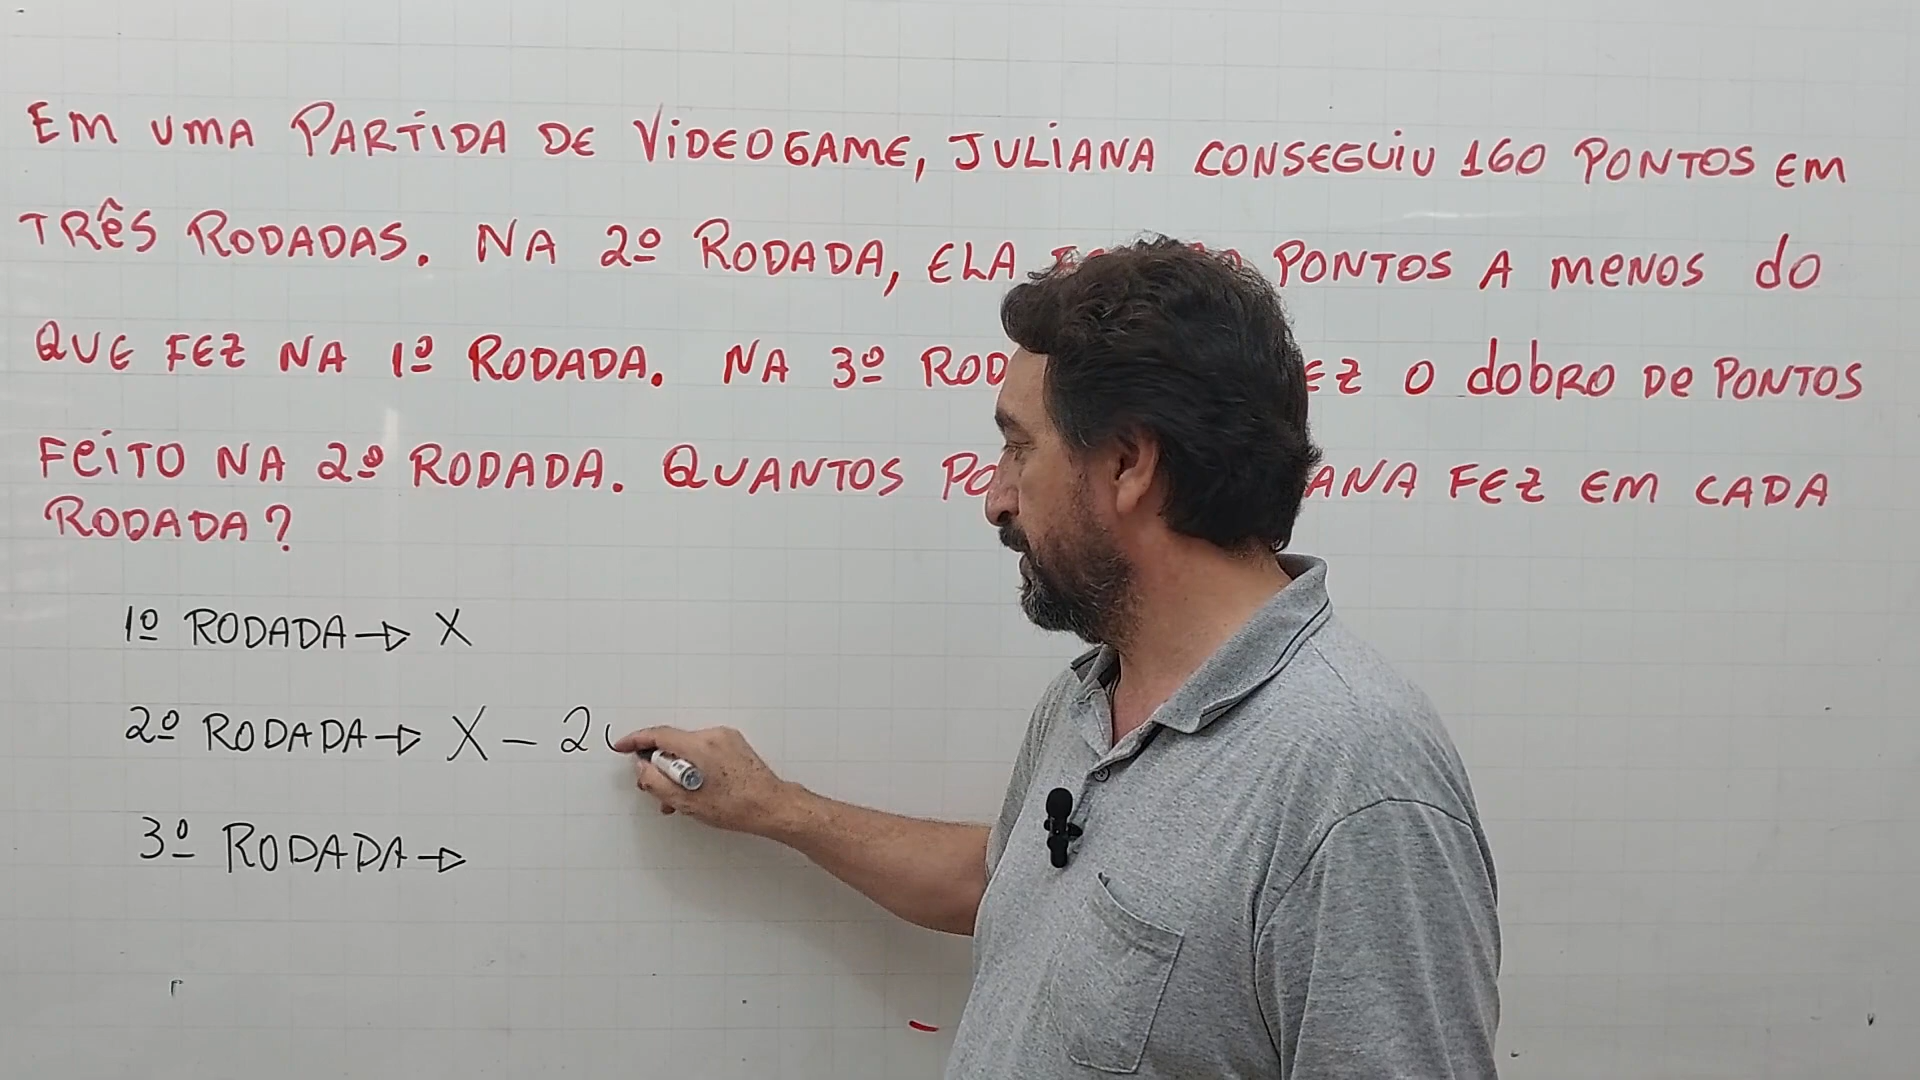 EM UMA PARTIDA DE VIDEOGAME, JULIANA CONSEGUIU 160 PONTOS EM
TRÊS RODADAS. NA 2º RODADA, ELA PONTOS A MENOS DO
QUE FEZ NA 1º RODADA. NA 3º O DOBRO DE PONTOS
FEITO NA 2º RODADA. QUANTOS FEZ EM CADA
RODADA?
1º RODADA → X
2º RODADA → X - 2
3º RODADA →